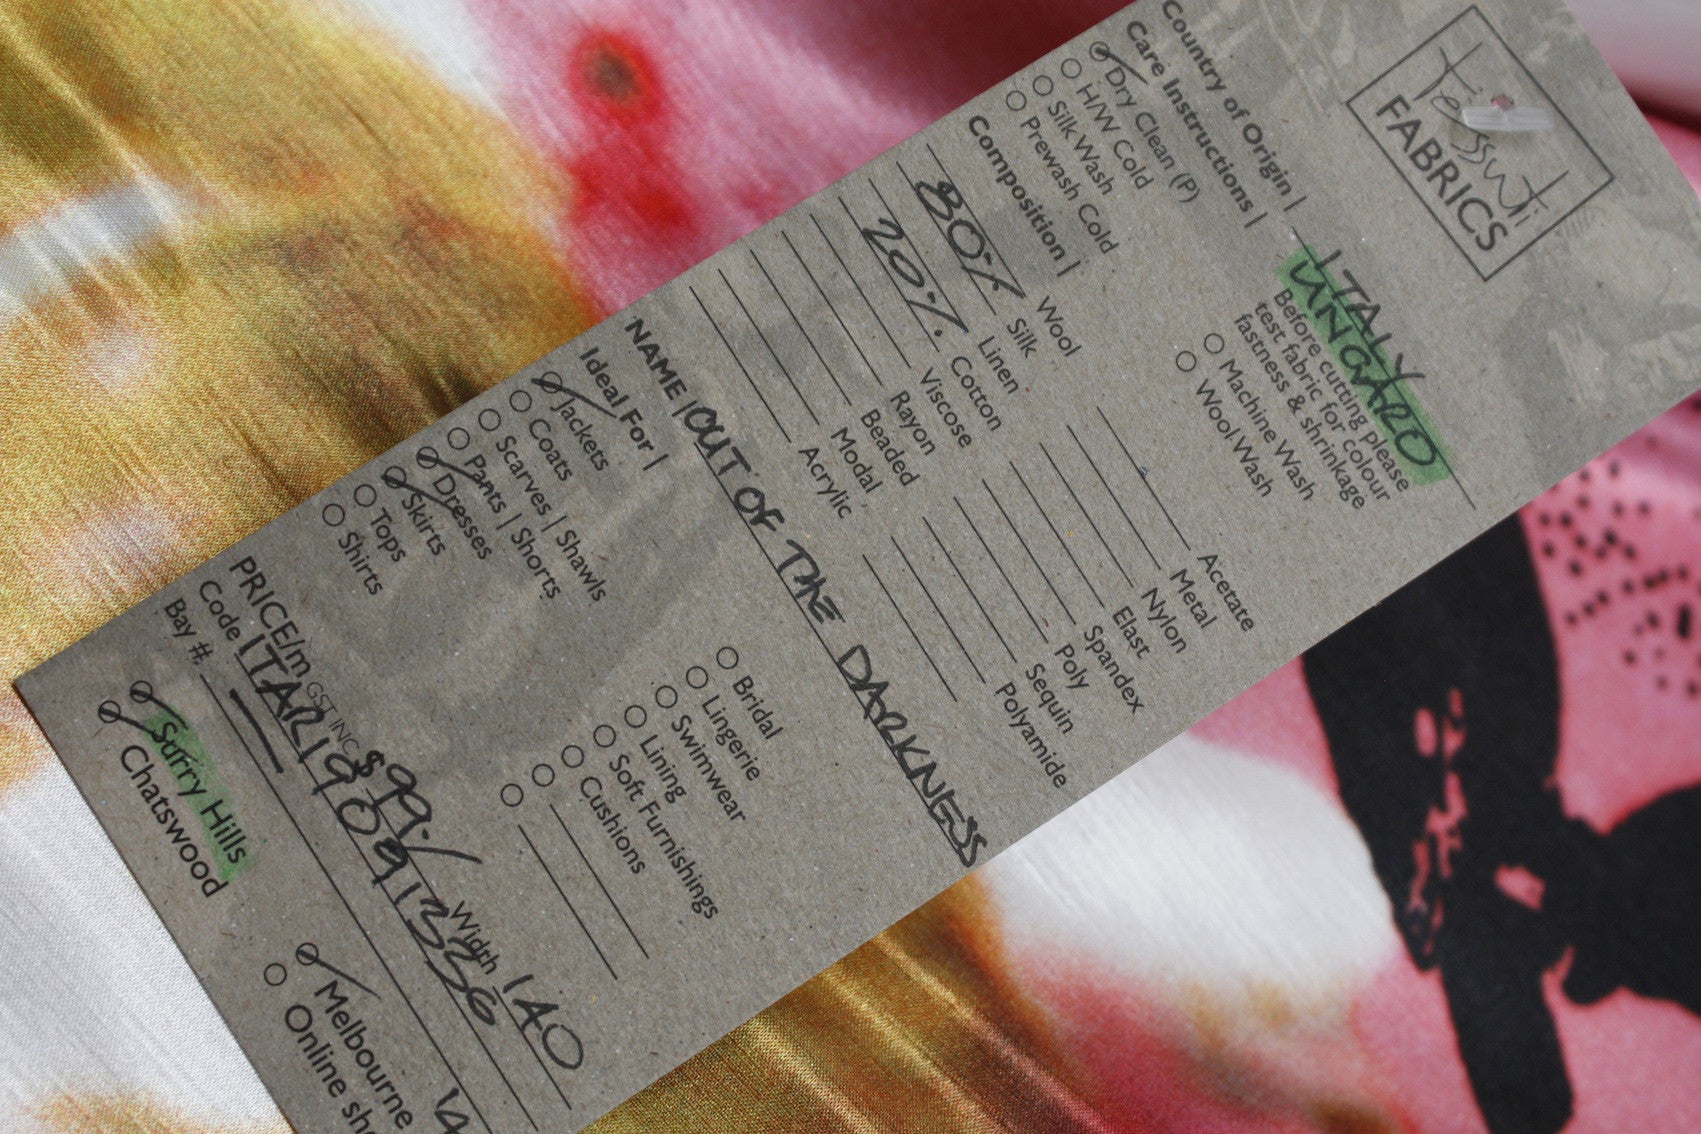 Tessuti
FABRICS
Country of Origin | ITALY
UNGARO
Care Instructions | Before cutting please
test fabric for colour
fastness & shrinkage
Dry Clean (P) Machine Wash
H/W Cold Wool Wash
Silk Wash
Prewash Cold
Composition |
Wool Acetate
80% Silk Metal
Linen Nylon
20% Cotton Elast
Viscose Spandex
Rayon Poly
Beaded Sequin
Modal Polyamide
Acrylic
NAME | OUT OF THE DARKNESS
Ideal For |
Jackets Bridal
Coats Lingerie
Scarves | Shawls Swimwear
Pants | Shorts Lining
Dresses Soft Furnishings
Skirts Cushions
Tops
Shirts
PRICE/m GST INC $99./ Width 140
Code ITAR19091336
Bay #.
Surry Hills Melbourne
Chatswood Online